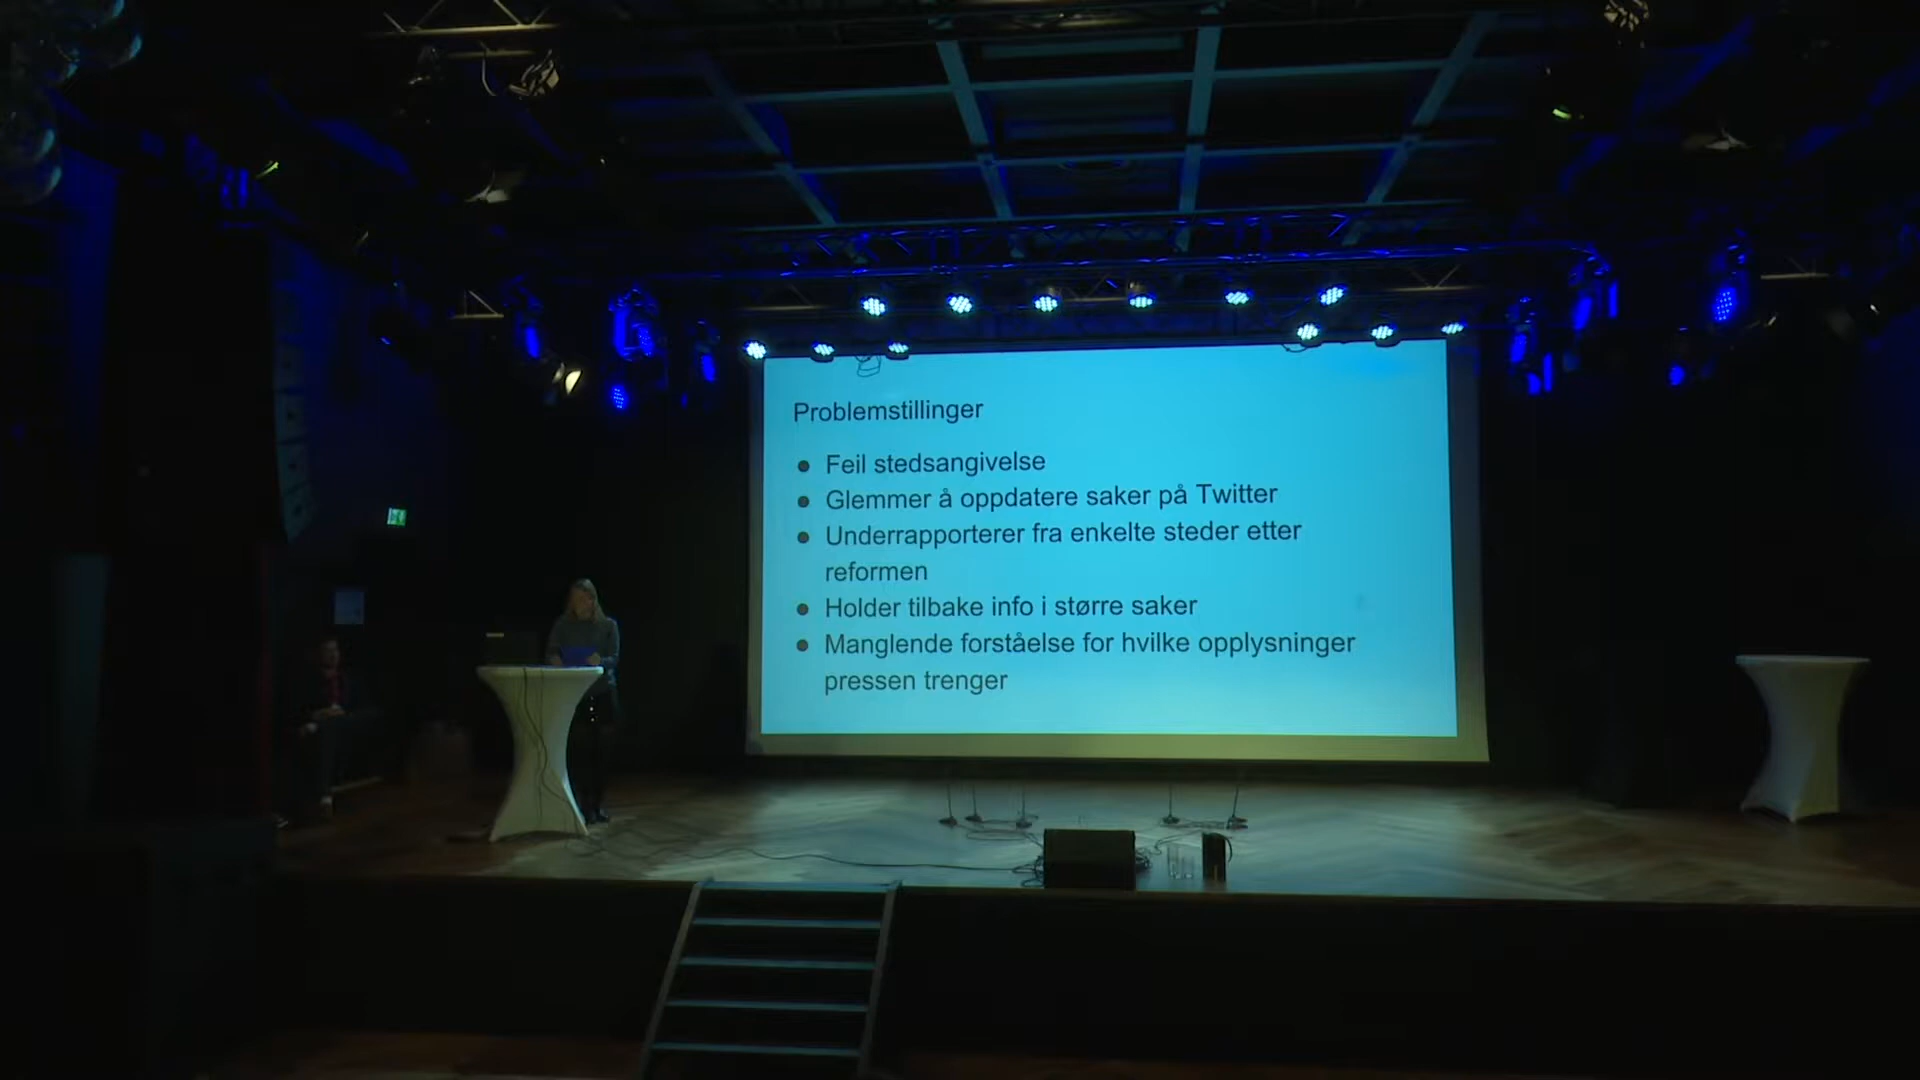 Problemstillinger
● Feil stedsangivelse
● Glemmer å oppdatere saker på Twitter
● Underrapporterer fra enkelte steder etter
reformen
● Holder tilbake info i større saker
● Manglende forståelse for hvilke opplysninger
pressen trenger